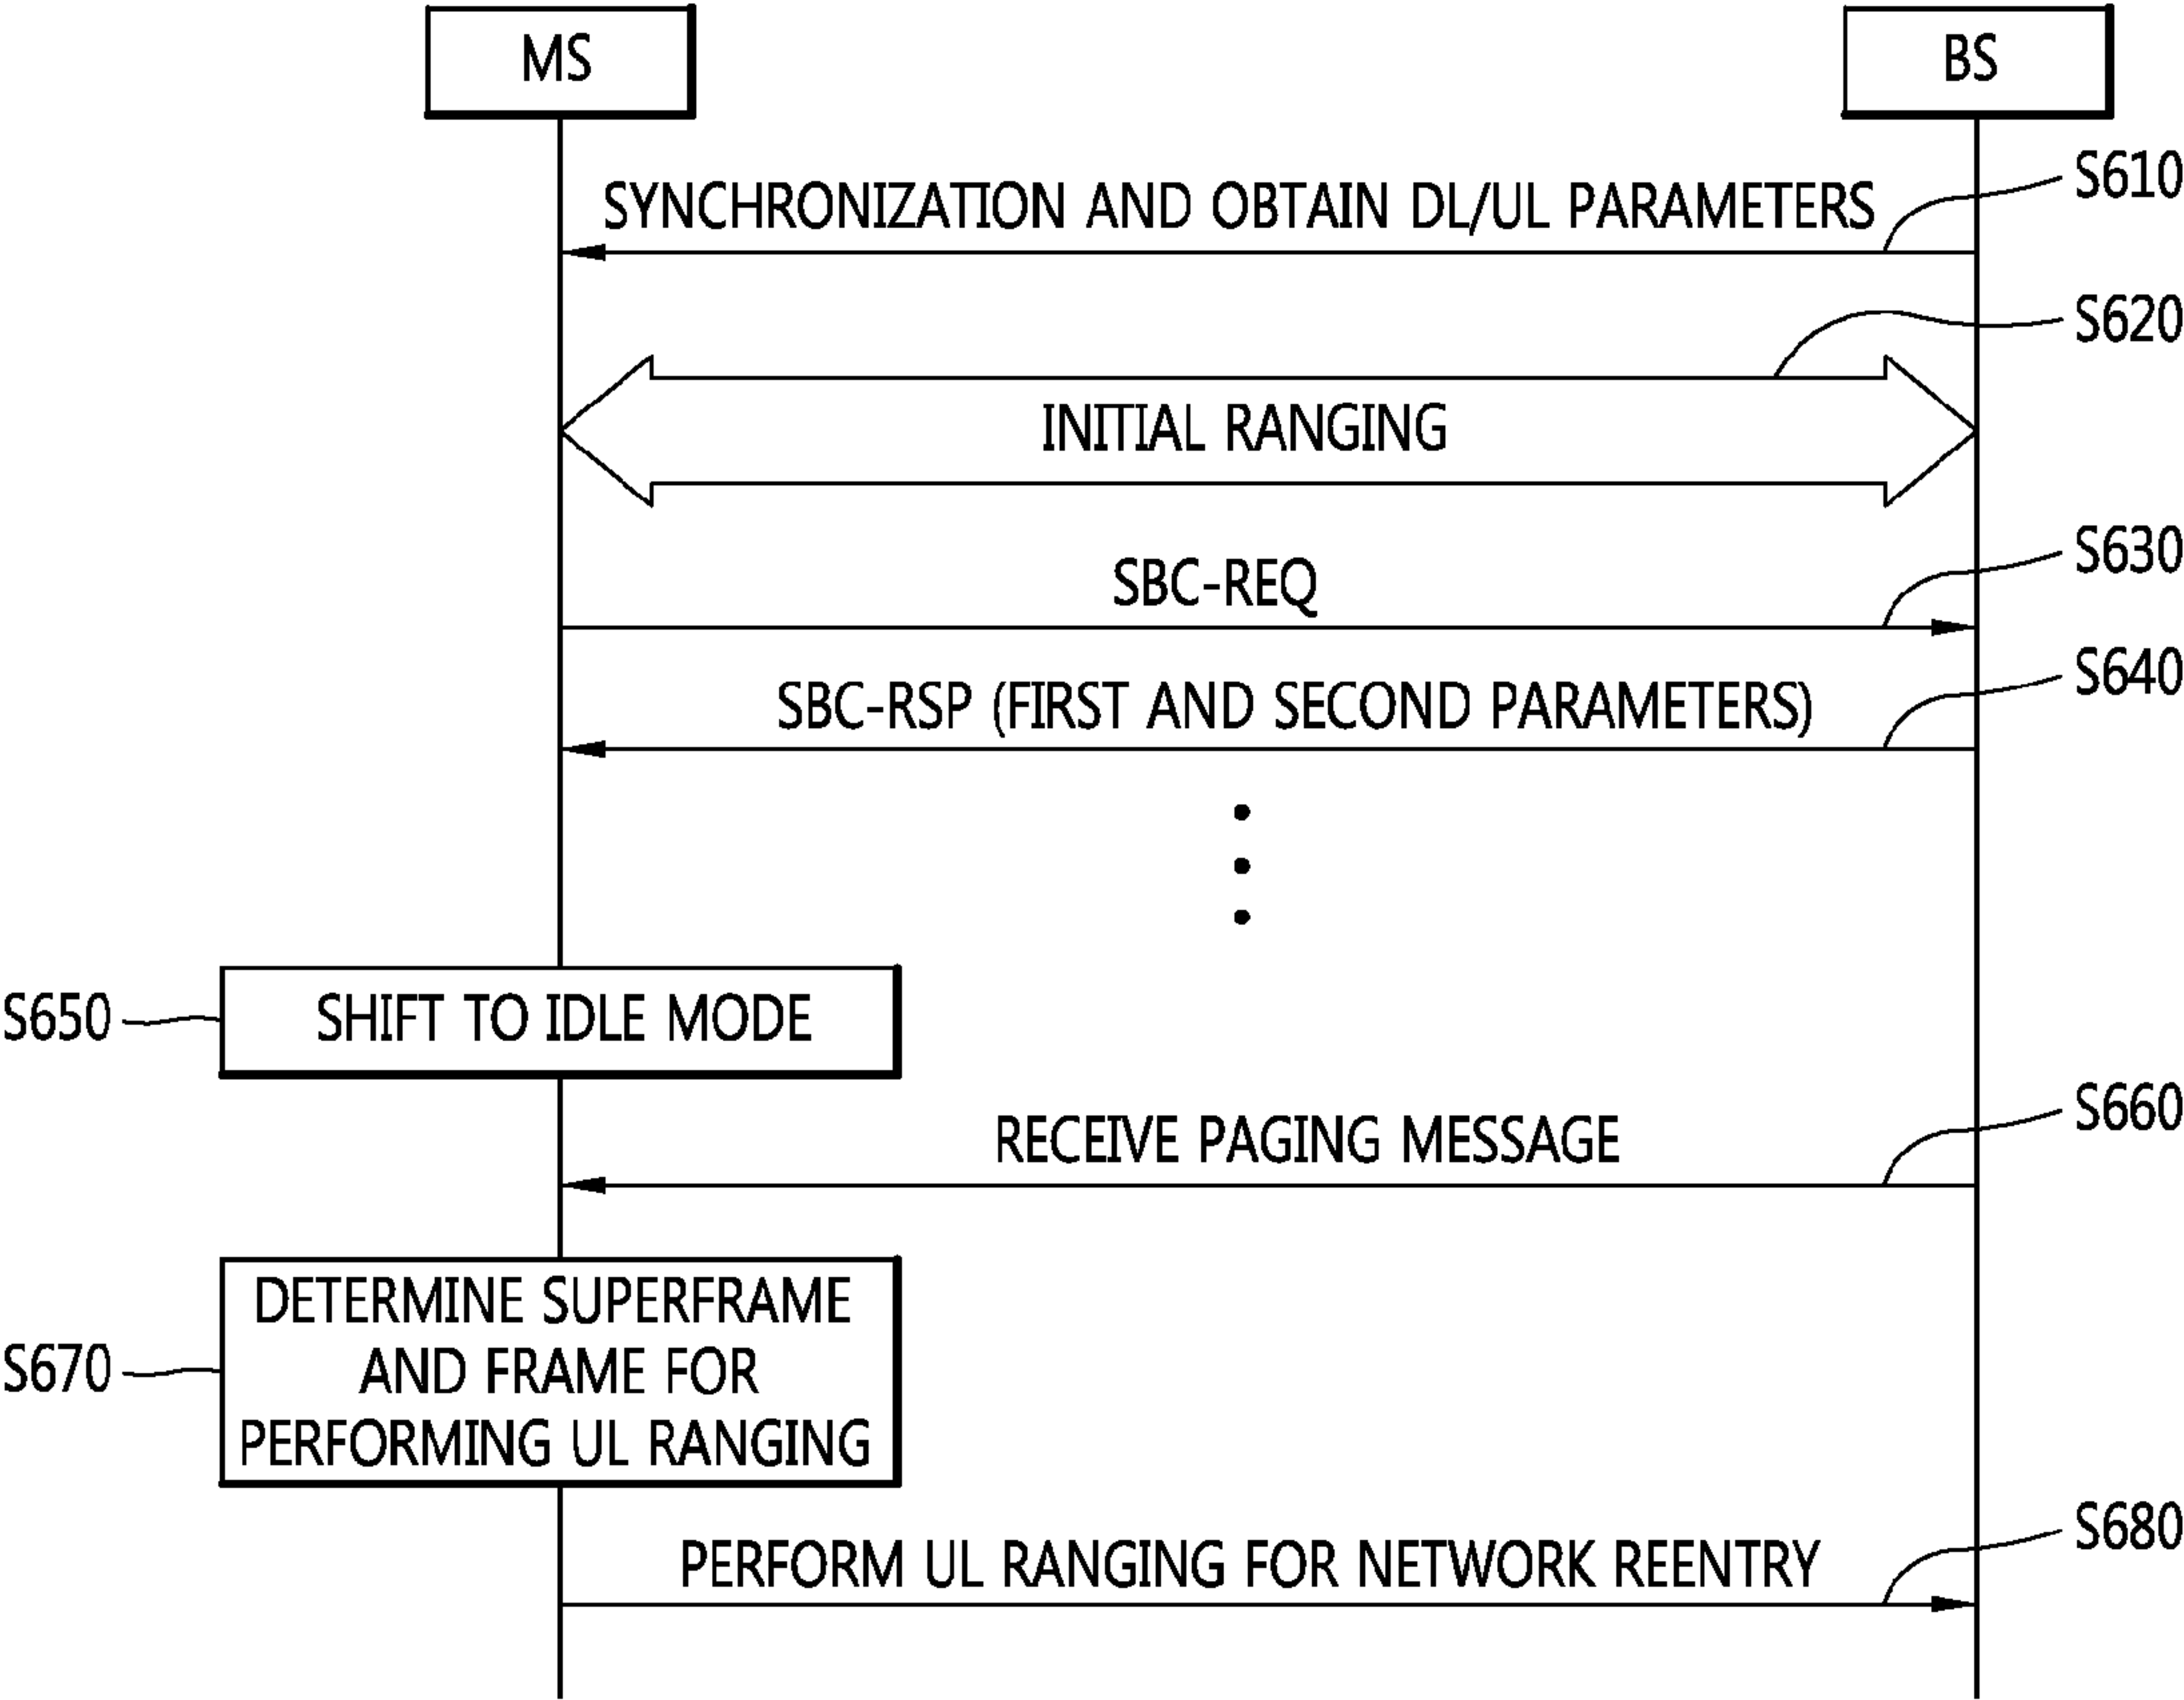 MS
BS
S610
SYNCHRONIZATION AND OBTAIN DL/UL PARAMETERS
S620
INITIAL RANGING
S630
SBC-REQ
S640
SBC-RSP (FIRST AND SECOND PARAMETERS)
S650
SHIFT TO IDLE MODE
S660
RECEIVE PAGING MESSAGE
S670
DETERMINE SUPERFRAME
AND FRAME FOR
PERFORMING UL RANGING
S680
PERFORM UL RANGING FOR NETWORK REENTRY